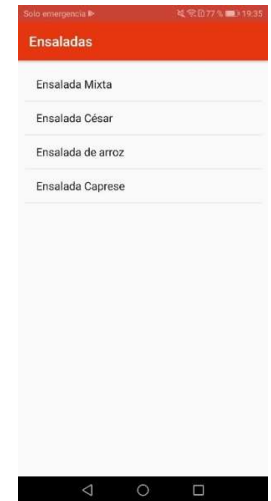 Solo emergencia 77 % 19:35
Ensaladas
Ensalada Mixta
Ensalada César
Ensalada de arroz
Ensalada Caprese